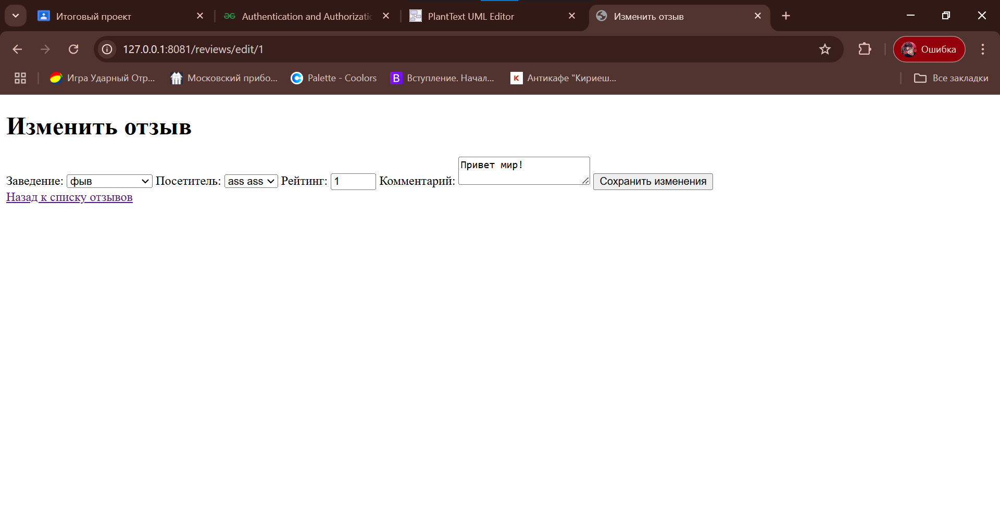 Итоговый проект
Authentication and Authorizatic
PlantText UML Editor
Изменить отзыв
127.0.0.1:8081/reviews/edit/1
Ошибка
Игра Ударный Отр...
Московский прибо...
Palette - Coolors
B Вступление. Начал...
К Антикафе "Кириеш...
Все закладки
Изменить отзыв
Заведение: фыв Посетитель: ass ass Рейтинг: 1 Комментарий: Привет мир! Сохранить изменения
Назад к списку отзывов